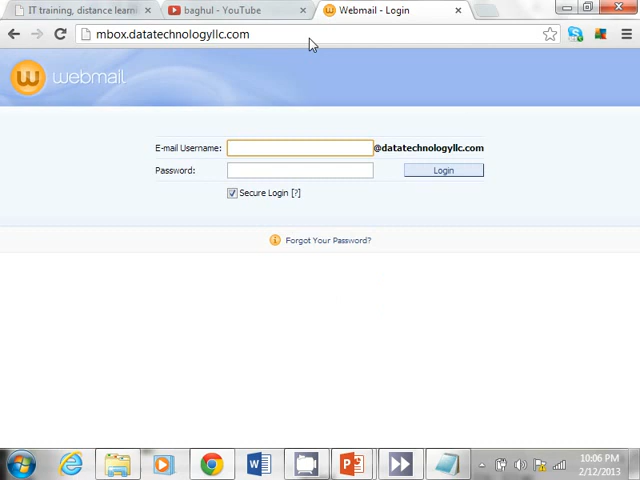 IT training, distance learni
baghul - YouTube
Webmail - Login
mbox.datatechnologyllc.com
webmail
E-mail Username:
@datatechnologyllc.com
Password:
Login
Secure Login [?]
Forgot Your Password?
10:06 PM
2/12/2013